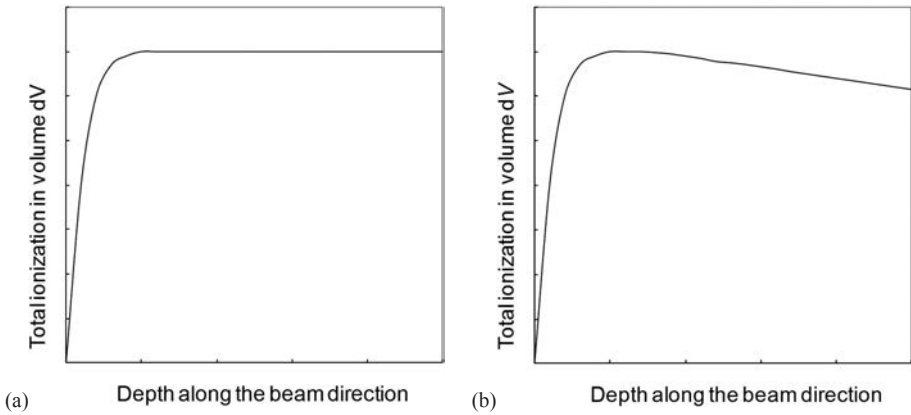 Total ionization in volume dV
Depth along the beam direction
(a)
Total ionization in volume dV
Depth along the beam direction
(b)